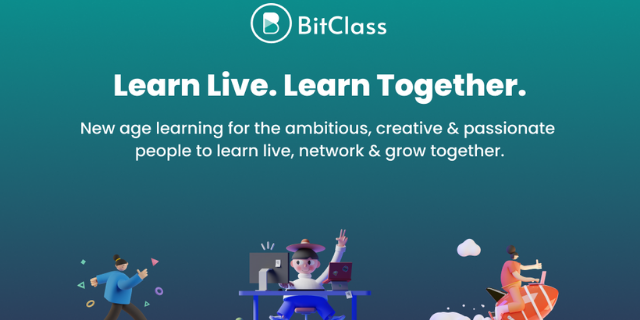 BitClass
Learn Live. Learn Together.
New age learning for the ambitious, creative & passionate
people to learn live, network & grow together.